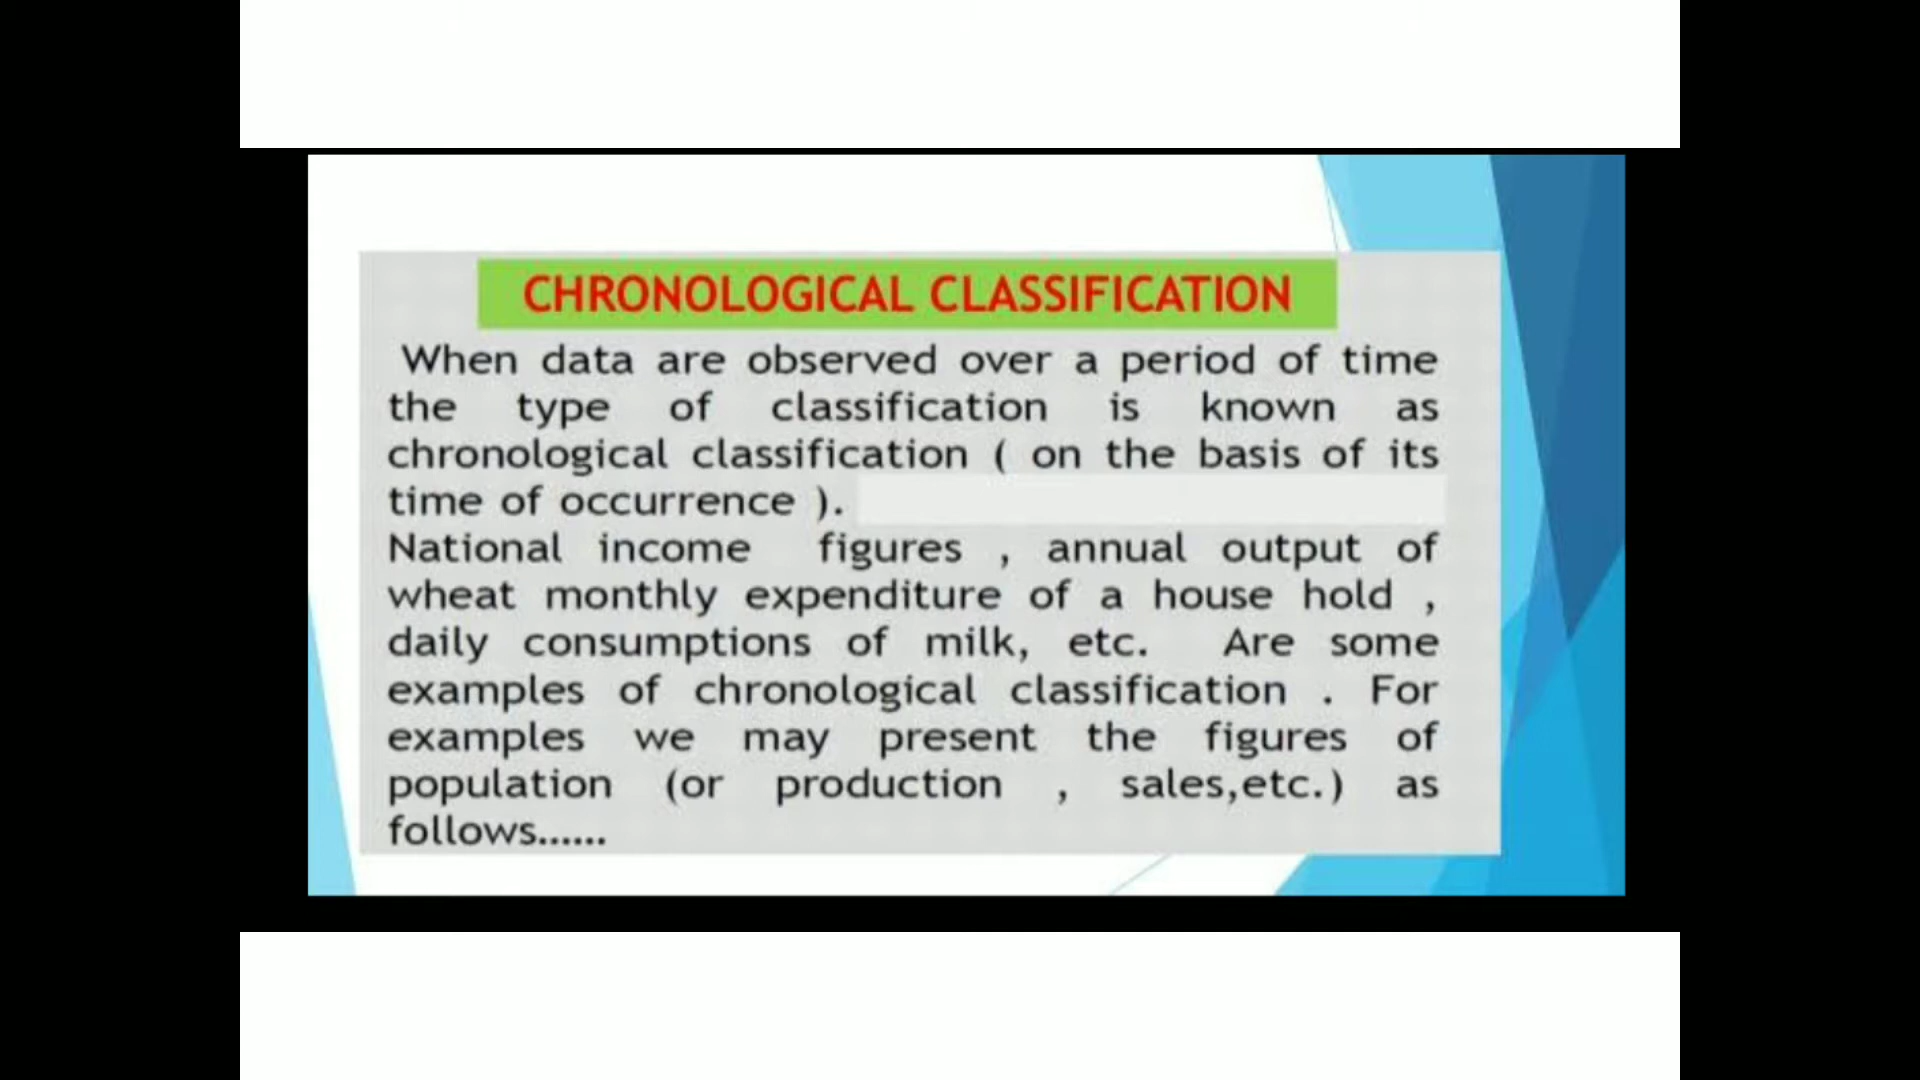 CHRONOLOGICAL CLASSIFICATION
When data are observed over a period of time
the type of classification is known as
chronological classification ( on the basis of its
time of occurrence ).
National income figures , annual output of
wheat monthly expenditure of a house hold ,
daily consumptions of milk, etc. Are some
examples of chronological classification . For
examples we may present the figures of
population (or production , sales,etc.) as
follows......